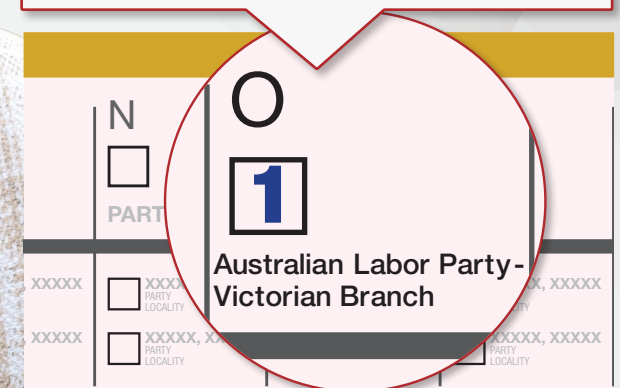 N
O
1
PART
Australian Labor Party-
Victorian Branch
XXXXX
XXXX
PARTY
LOCALITY
X, XXXXX
XXXXX
XXXXX, X
PARTY
LOCALITY
XXXXX, XXXXX
PARTY
LOCALITY